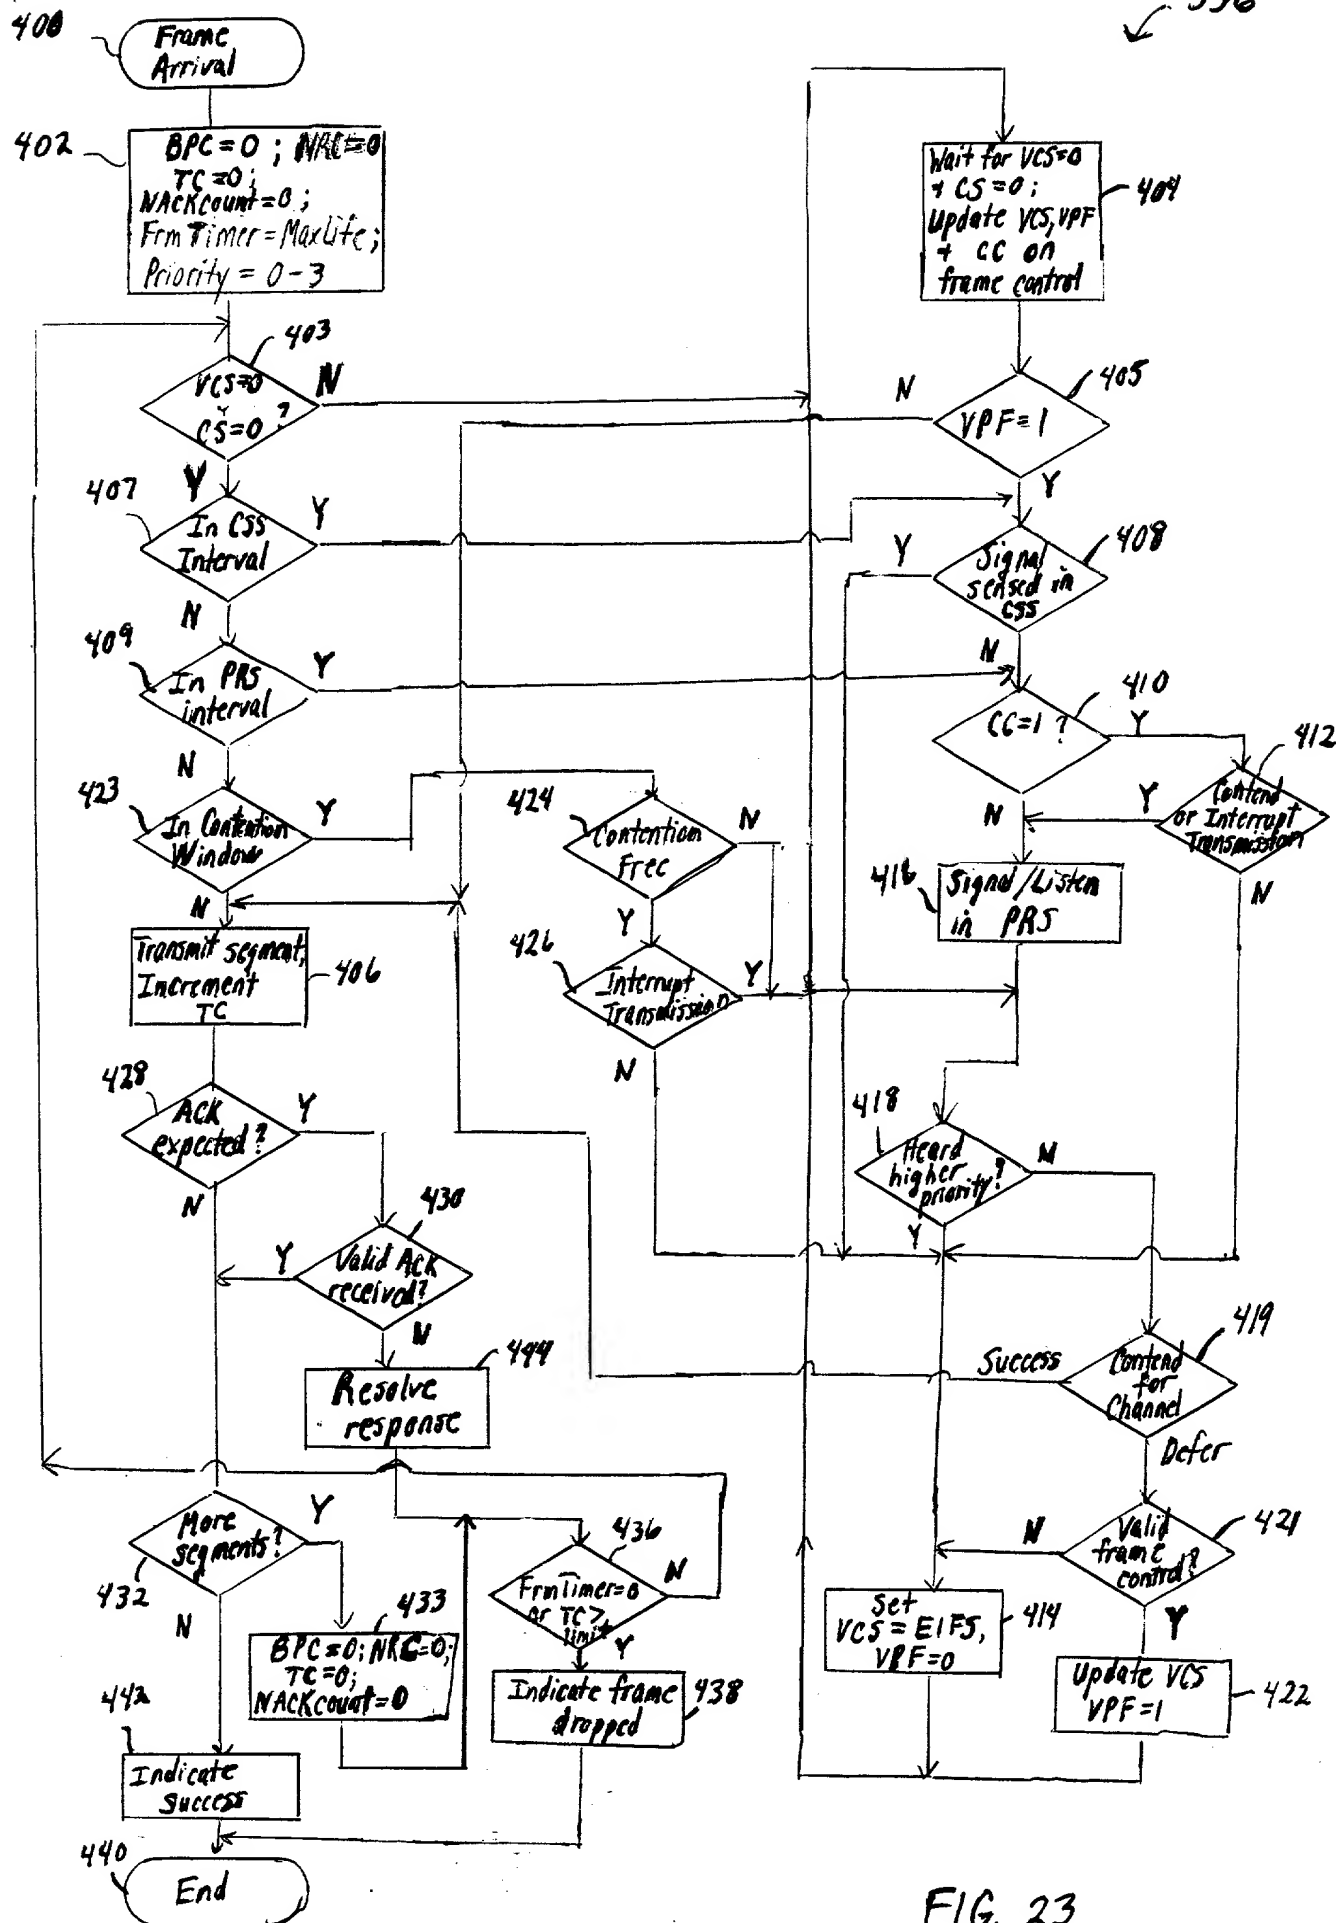 400
Frame
Arrival
336
402
BPC=0 ; NRC=0
TC=0;
NACKcount=0;
FrmTimer=MaxLife;
Priority = 0-3
Wait for VCS=0
+ CS=0;
Update VCS, VPF
+ CC on
frame control
404
403
VCS=0
+
CS=0 ?
N
Y
405
VPF=1
N
Y
407
In CSS
Interval
Y
N
408
Signal
sensed in
CSS
Y
N
409
In PRS
interval
Y
N
410
CC=1 ?
Y
N
412
Contend
or Interrupt
Transmission
Y
N
423
In Contention
Window
Y
N
424
Contention
Free
N
Y
416
Signal/Listen
in PRS
Transmit segment,
Increment
TC
406
426
Interrupt
Transmission
Y
N
428
ACK
expected?
Y
N
418
Heard
higher
priority?
N
Y
430
Valid ACK
received?
Y
N
444
Resolve
response
419
Contend
for
Channel
Success
Defer
More
segments?
432
Y
N
436
FrmTimer=0
or TC>
limit
N
Y
421
Valid
frame
control?
N
Y
433
BPC=0; NRC=0;
TC=0;
NACKcount=0
Set
VCS=EIFS,
VPF=0
414
Indicate frame
dropped
438
Update VCS
VPF=1
422
442
Indicate
Success
440
End
FIG. 23